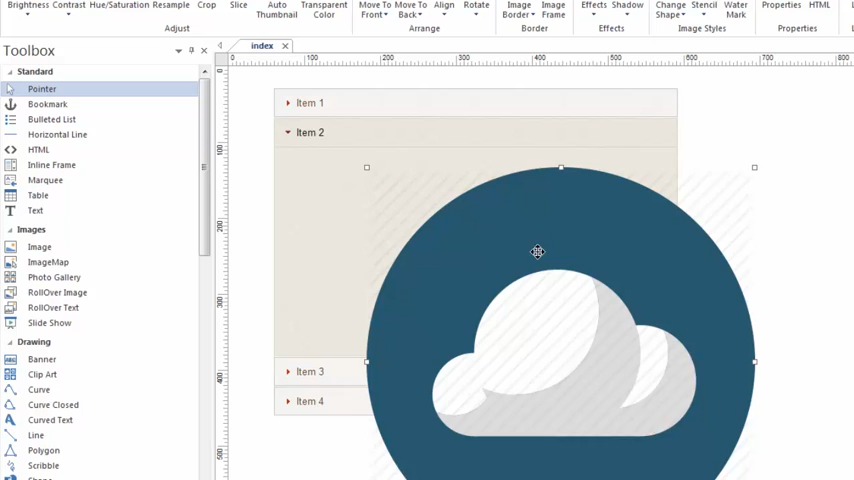 Brightness Contrast Hue/Saturation Resample Crop Slice Auto Thumbnail Transparent Color Move To Front Move To Back Align Rotate Image Border Image Frame Effects Shadow Change Shape Stencil Water Mark Properties HTML
Adjust Arrange Border Effects Image Styles Properties
Toolbox
index
0 100 200 300 400 500 600 700 800
0
100
200
300
400
500
Standard
Pointer
Bookmark
Bulleted List
Horizontal Line
<> HTML
Inline Frame
Marquee
Table
T Text
Images
Image
ImageMap
Photo Gallery
RollOver Image
RollOver Text
Slide Show
Drawing
ABC Banner
Clip Art
Curve
Curve Closed
A Curved Text
Line
Polygon
Scribble
Item 1
Item 2
Item 3
Item 4